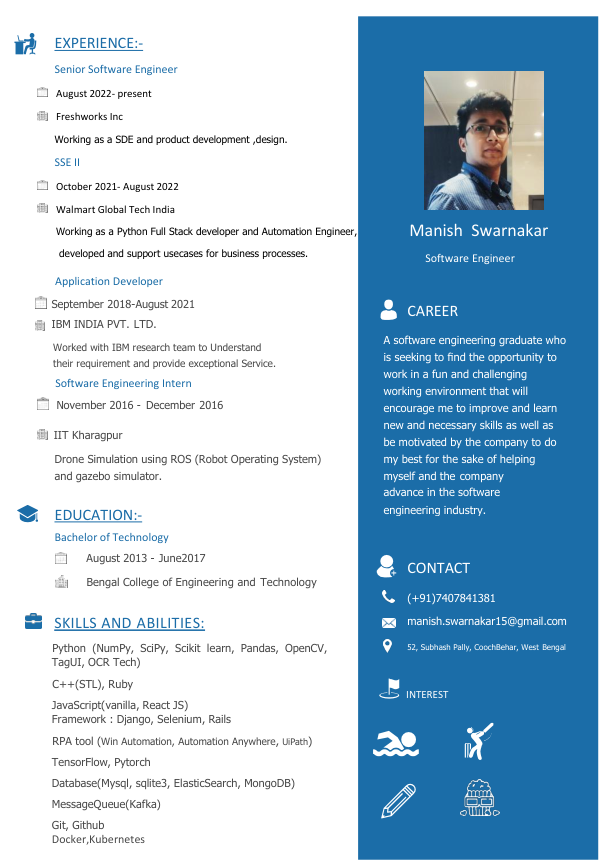 EXPERIENCE:-
Senior Software Engineer
August 2022- present
Freshworks Inc
Working as a SDE and product development ,design.
SSE II
October 2021- August 2022
Walmart Global Tech India
Working as a Python Full Stack developer and Automation Engineer,
developed and support usecases for business processes.
Application Developer
September 2018-August 2021
IBM INDIA PVT. LTD.
Worked with IBM research team to Understand
their requirement and provide exceptional Service.
Software Engineering Intern
November 2016 - December 2016
IIT Kharagpur
Drone Simulation using ROS (Robot Operating System)
and gazebo simulator.
EDUCATION:-
Bachelor of Technology
August 2013 - June2017
Bengal College of Engineering and Technology
SKILLS AND ABILITIES:
Python (NumPy, SciPy, Scikit learn, Pandas, OpenCV,
TagUI, OCR Tech)
C++(STL), Ruby
JavaScript(vanilla, React JS)
Framework : Django, Selenium, Rails
RPA tool (Win Automation, Automation Anywhere, UiPath)
TensorFlow, Pytorch
Database(Mysql, sqlite3, ElasticSearch, MongoDB)
MessageQueue(Kafka)
Git, Github
Docker,Kubernetes
Manish Swarnakar
Software Engineer
CAREER
A software engineering graduate who
is seeking to find the opportunity to
work in a fun and challenging
working environment that will
encourage me to improve and learn
new and necessary skills as well as
be motivated by the company to do
my best for the sake of helping
myself and the company
advance in the software
engineering industry.
CONTACT
(+91)7407841381
manish.swarnakar15@gmail.com
52, Subhash Pally, CoochBehar, West Bengal
INTEREST